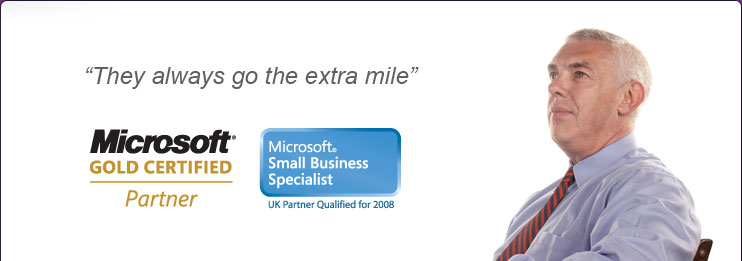 “They always go the extra mile”
Microsoft®
GOLD CERTIFIED
Partner
Microsoft®
Small Business
Specialist
UK Partner Qualified for 2008